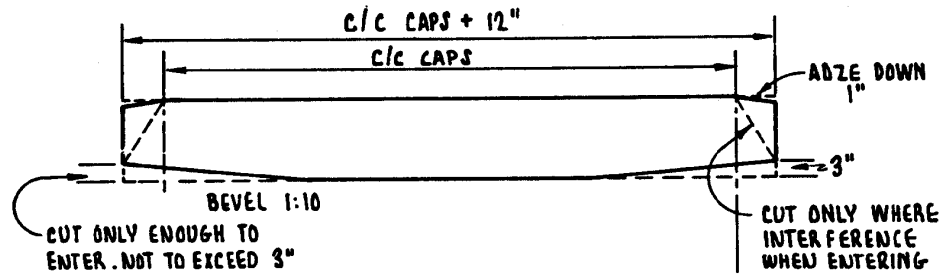 C/C CAPS + 12"
C/C CAPS
ADZE DOWN
1"
3"
BEVEL 1:10
CUT ONLY ENOUGH TO
ENTER. NOT TO EXCEED 3"
CUT ONLY WHERE
INTERFERENCE
WHEN ENTERING